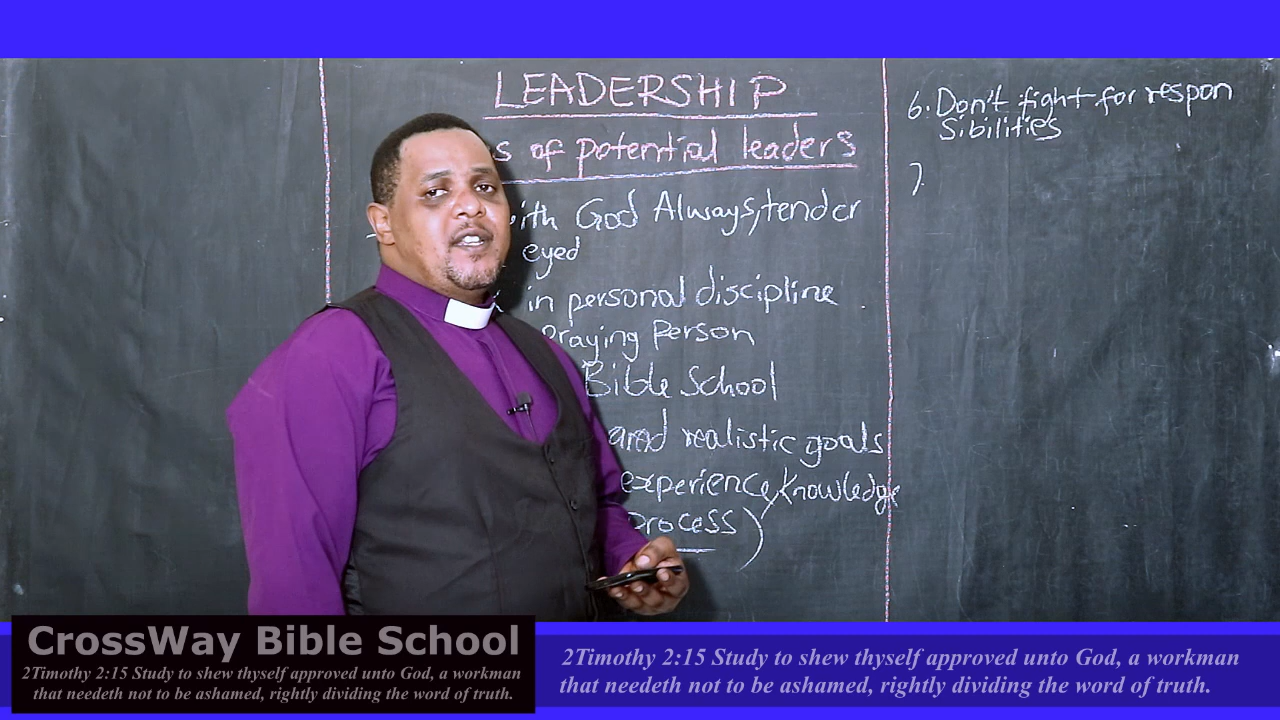 LEADERSHIP
s of potential leaders
ith God Always, tender
eyed
in personal discipline
Praying Person
Bible School
and realistic goals
experience, knowledge
process)
6. Don't fight for respon
sibilities
7.
CrossWay Bible School
2Timothy 2:15 Study to shew thyself approved unto God, a workman
that needeth not to be ashamed, rightly dividing the word of truth.
2Timothy 2:15 Study to shew thyself approved unto God, a workman
that needeth not to be ashamed, rightly dividing the word of truth.